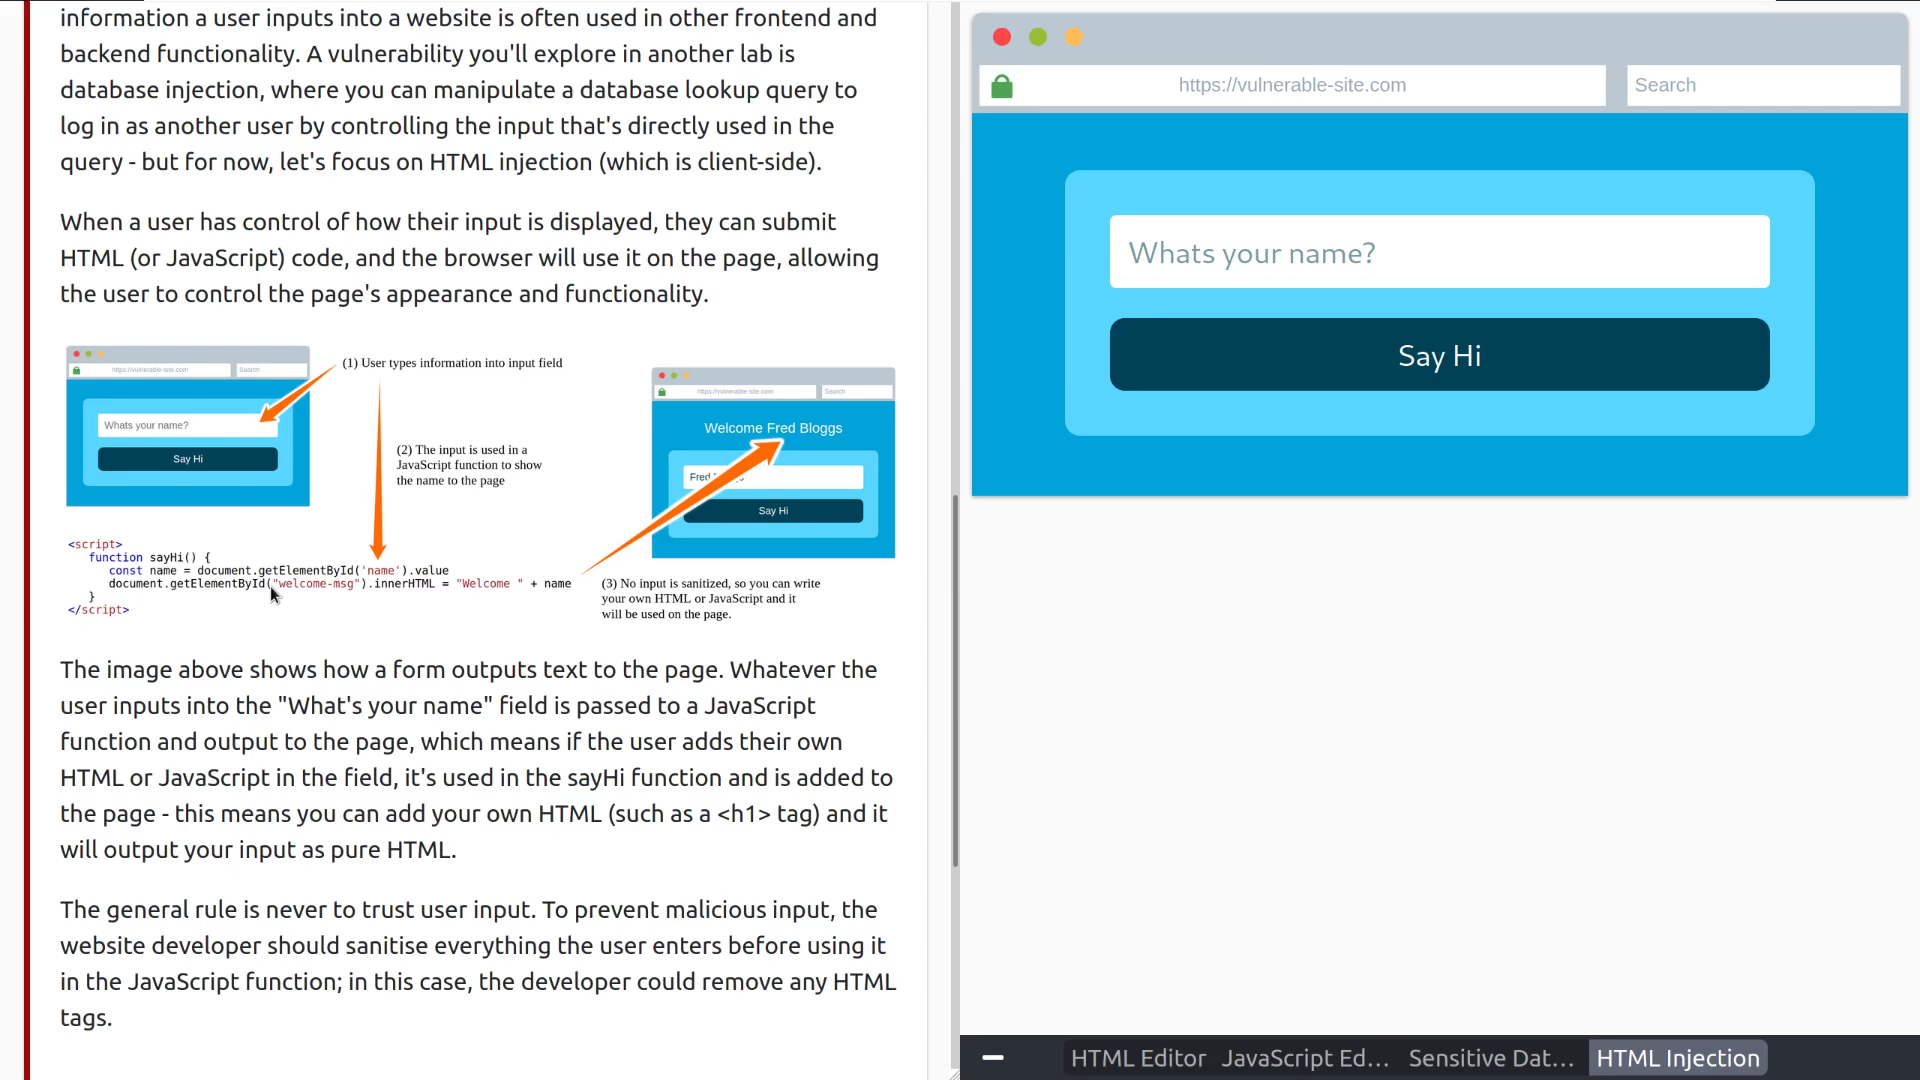 information a user inputs into a website is often used in other frontend and
backend functionality. A vulnerability you'll explore in another lab is
database injection, where you can manipulate a database lookup query to
log in as another user by controlling the input that's directly used in the
query - but for now, let's focus on HTML injection (which is client-side).
When a user has control of how their input is displayed, they can submit
HTML (or JavaScript) code, and the browser will use it on the page, allowing
the user to control the page's appearance and functionality.
https://vulnerable-site.com
Search
Whats your name?
Say Hi
(1) User types information into input field
(2) The input is used in a
JavaScript function to show
the name to the page
https://vulnerable-site.com
Search
Welcome Fred Bloggs
Fred
Say Hi
<script>
function sayHi() {
const name = document.getElementById('name').value
document.getElementById("welcome-msg").innerHTML = "Welcome " + name
}
</script>
(3) No input is sanitized, so you can write
your own HTML or JavaScript and it
will be used on the page.
The image above shows how a form outputs text to the page. Whatever the
user inputs into the "What's your name" field is passed to a JavaScript
function and output to the page, which means if the user adds their own
HTML or JavaScript in the field, it's used in the sayHi function and is added to
the page - this means you can add your own HTML (such as a <h1> tag) and it
will output your input as pure HTML.
The general rule is never to trust user input. To prevent malicious input, the
website developer should sanitise everything the user enters before using it
in the JavaScript function; in this case, the developer could remove any HTML
tags.
https://vulnerable-site.com
Search
Whats your name?
Say Hi
HTML Editor
JavaScript Ed...
Sensitive Dat...
HTML Injection